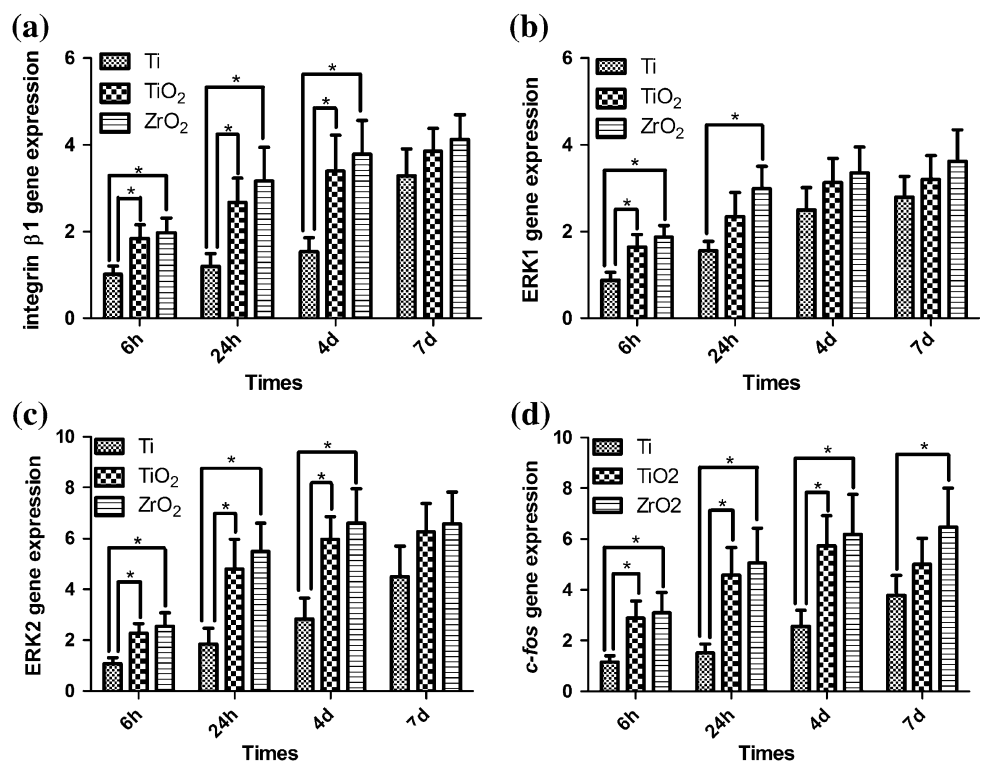 (a)
integrin β1 gene expression
6
4
2
0
Ti
TiO₂
ZrO₂
*
*
*
*
*
*
6h
24h
4d
7d
Times
(b)
ERK1 gene expression
6
4
2
0
Ti
TiO₂
ZrO₂
*
*
*
6h
24h
4d
7d
Times
(c)
ERK2 gene expression
10
8
6
4
2
0
Ti
TiO₂
ZrO₂
*
*
*
*
*
*
6h
24h
4d
7d
Times
(d)
c-fos gene expression
10
8
6
4
2
0
Ti
TiO2
ZrO2
*
*
*
*
*
*
*
6h
24h
4d
7d
Times